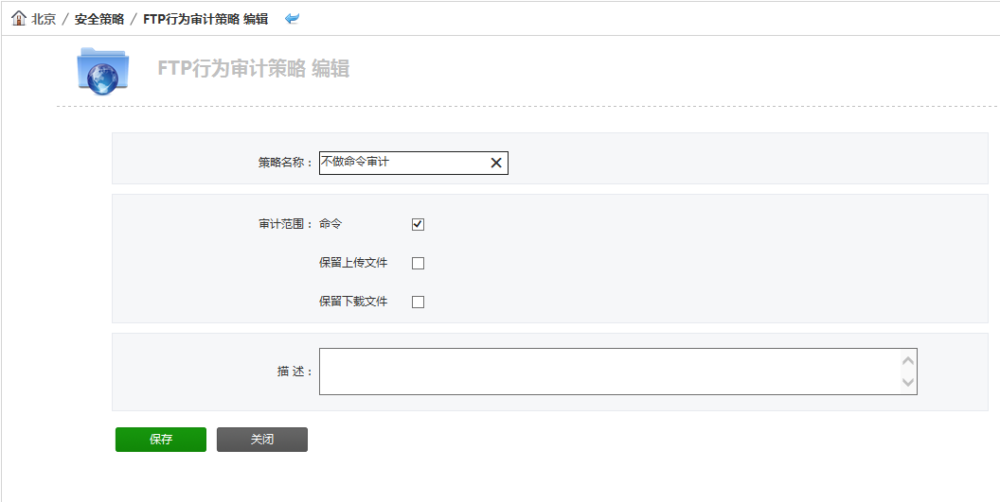 北京 / 安全策略 / FTP行为审计策略 编辑
FTP行为审计策略 编辑
策略名称： 不做命令审计
审计范围： 命令
保留上传文件
保留下载文件
描 述：
保存 关闭